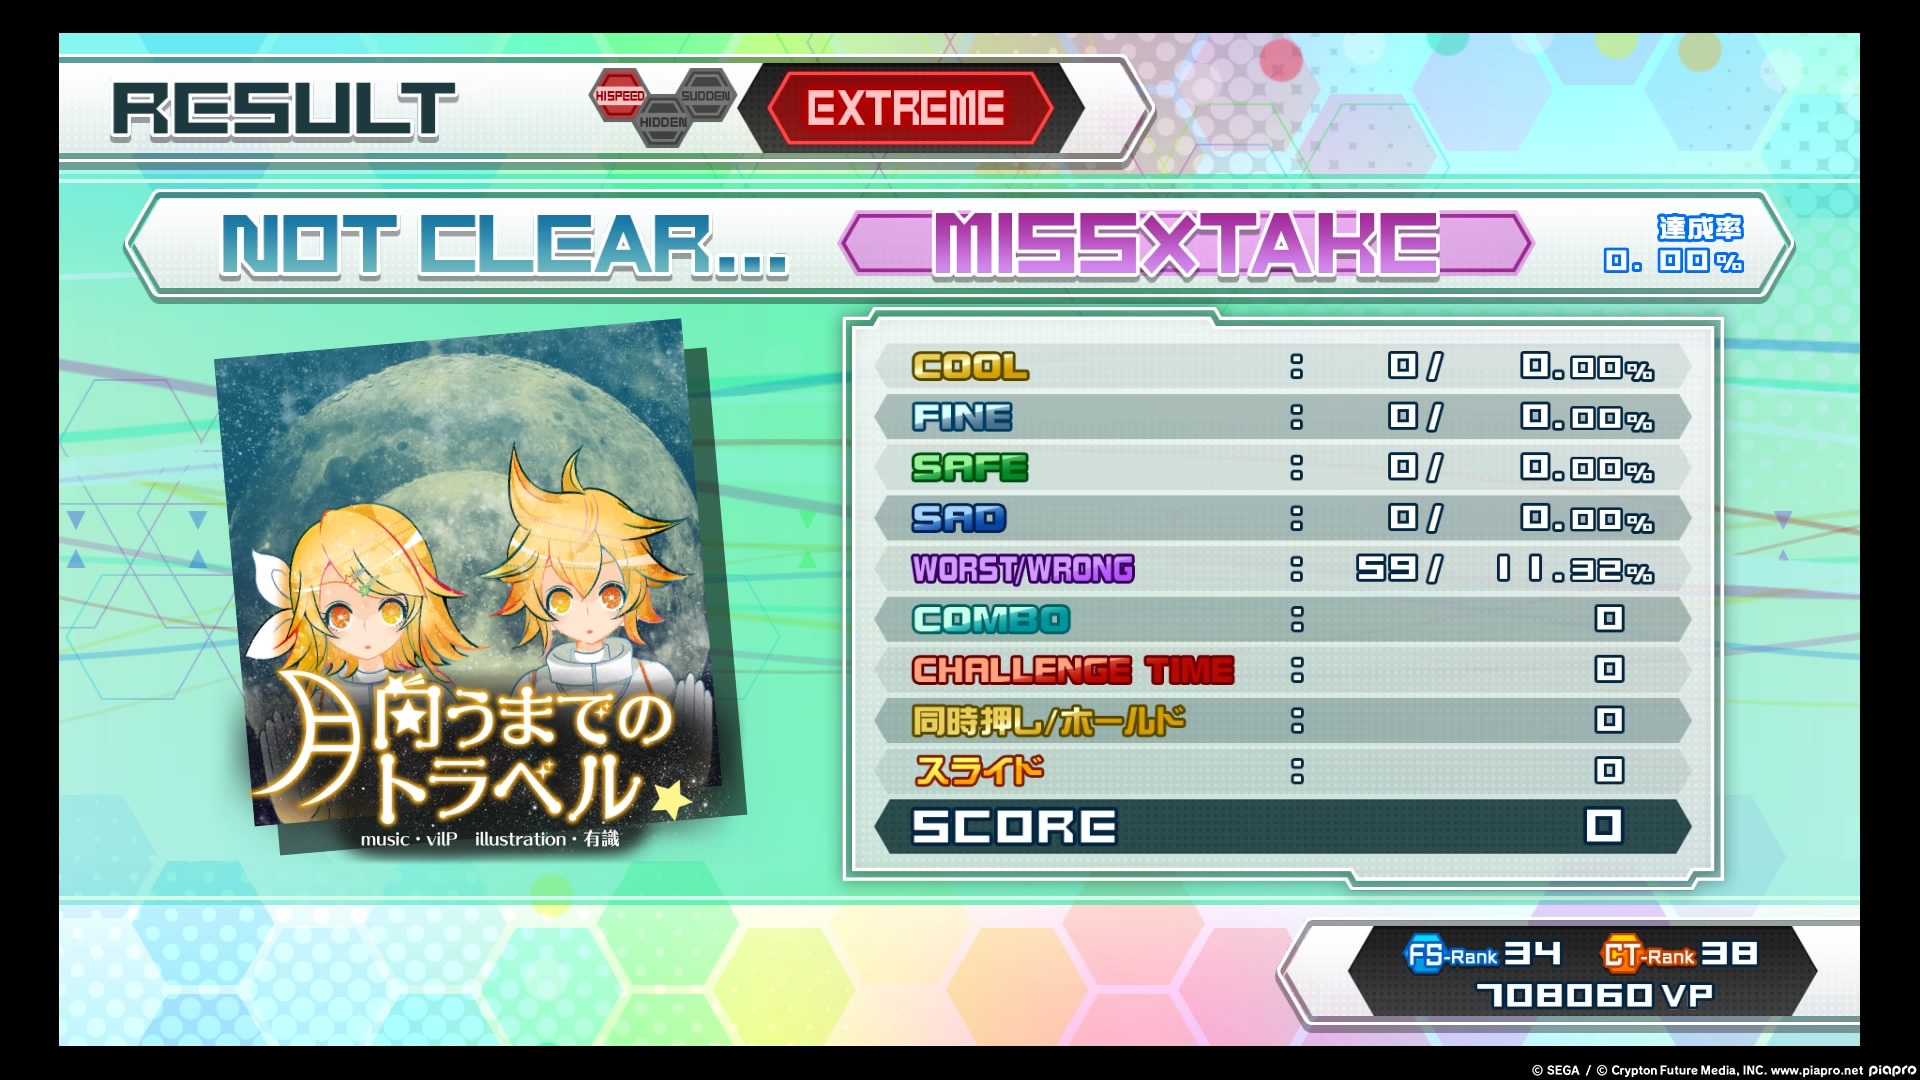 RESULT
HISPEED
HIDDEN
SUDDEN
EXTREME
NOT CLEAR...
MISS×TAKE
達成率
0.00%
COOL : 0/ 0.00%
FINE : 0/ 0.00%
SAFE : 0/ 0.00%
SAD : 0/ 0.00%
WORST/WRONG : 59/ 11.32%
COMBO : 0
CHALLENGE TIME : 0
同時押し/ホールド : 0
スライド : 0
SCORE 0
月向うまでの
トラベル
music・vilP illustration・有識
FS-Rank 34 CT-Rank 38
708060 VP
© SEGA / © Crypton Future Media, INC. www.piapro.net piapro